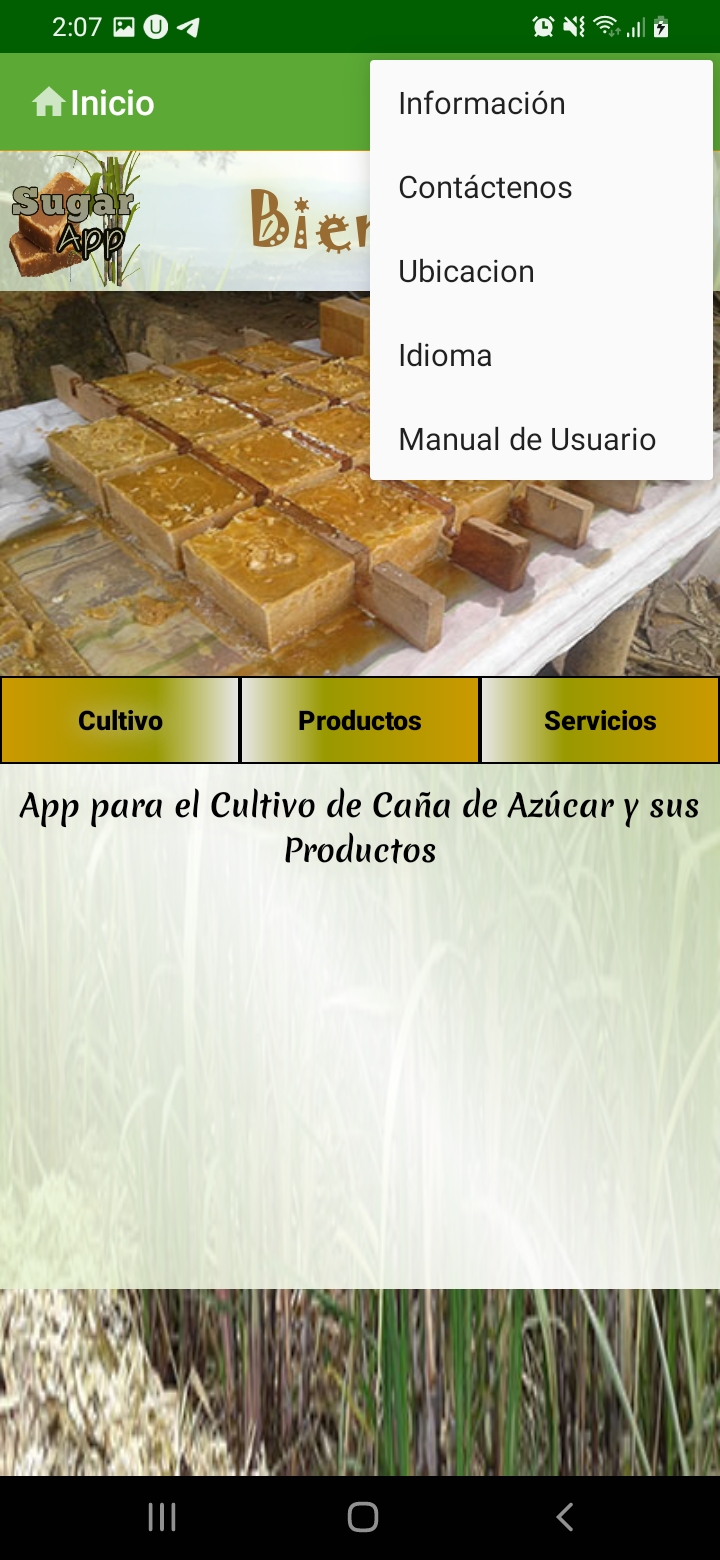 2:07
Inicio
Información
Contáctenos
Ubicacion
Idioma
Manual de Usuario
Sugar
App
Bien
Cultivo
Productos
Servicios
App para el Cultivo de Caña de Azúcar y sus
Productos